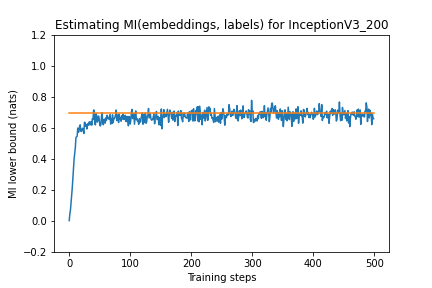 Estimating MI(embeddings, labels) for InceptionV3_200
1.2
1.0
0.8
0.6
0.4
0.2
0.0
−0.2
MI lower bound (nats)
0 100 200 300 400 500
Training steps